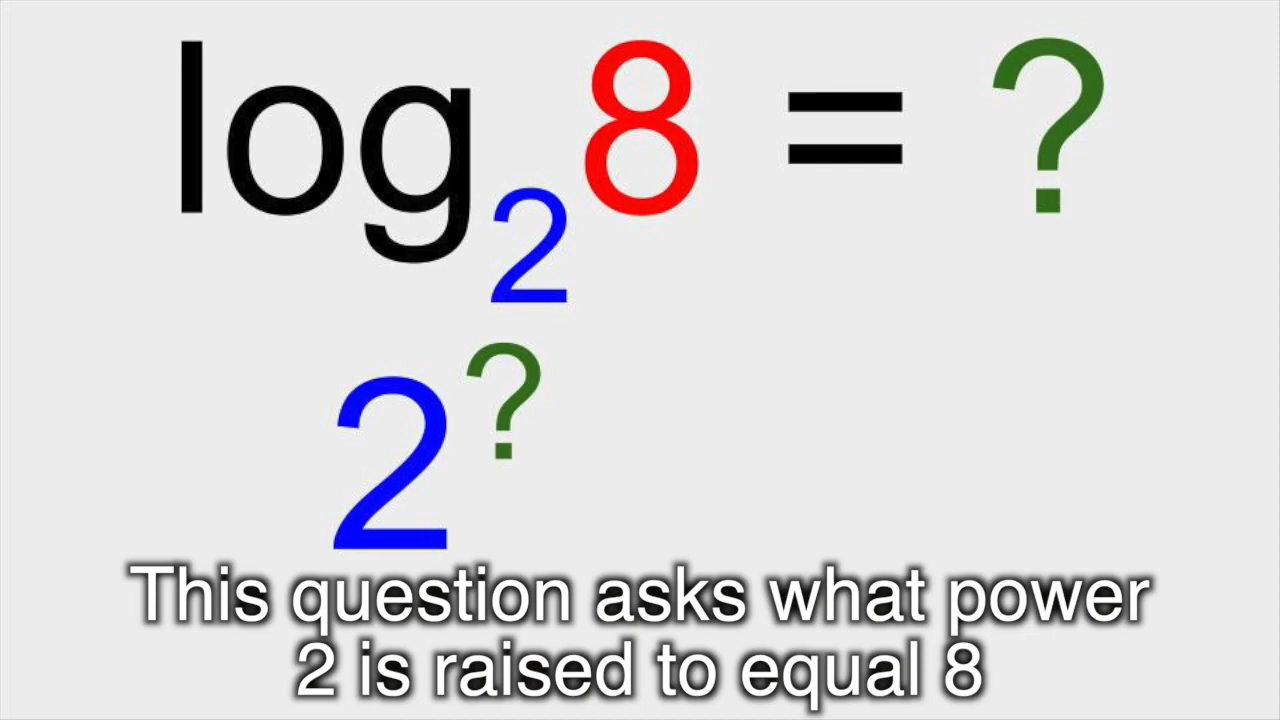 log₂8 = ?
2^?
This question asks what power
2 is raised to equal 8